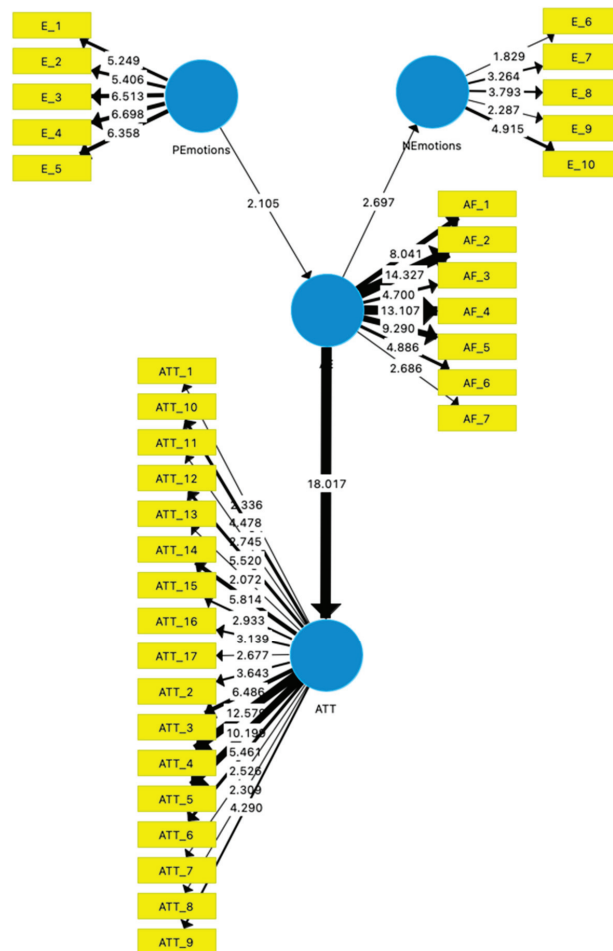 E_1
E_2
E_3
E_4
E_5
5.249
5.406
6.513
6.698
6.358
PEmotions
E_6
E_7
E_8
E_9
E_10
1.829
3.264
3.793
2.287
4.915
NEmotions
2.105
2.697
AF_1
AF_2
AF_3
AF_4
AF_5
AF_6
AF_7
8.041
14.327
4.700
13.107
9.290
4.886
2.686
18.017
ATT_1
ATT_10
ATT_11
ATT_12
ATT_13
ATT_14
ATT_15
ATT_16
ATT_17
ATT_2
ATT_3
ATT_4
ATT_5
ATT_6
ATT_7
ATT_8
ATT_9
2.336
4.478
2.745
5.520
2.072
5.814
2.933
3.139
2.677
3.643
6.486
10.199
5.461
2.526
2.309
4.290
ATT